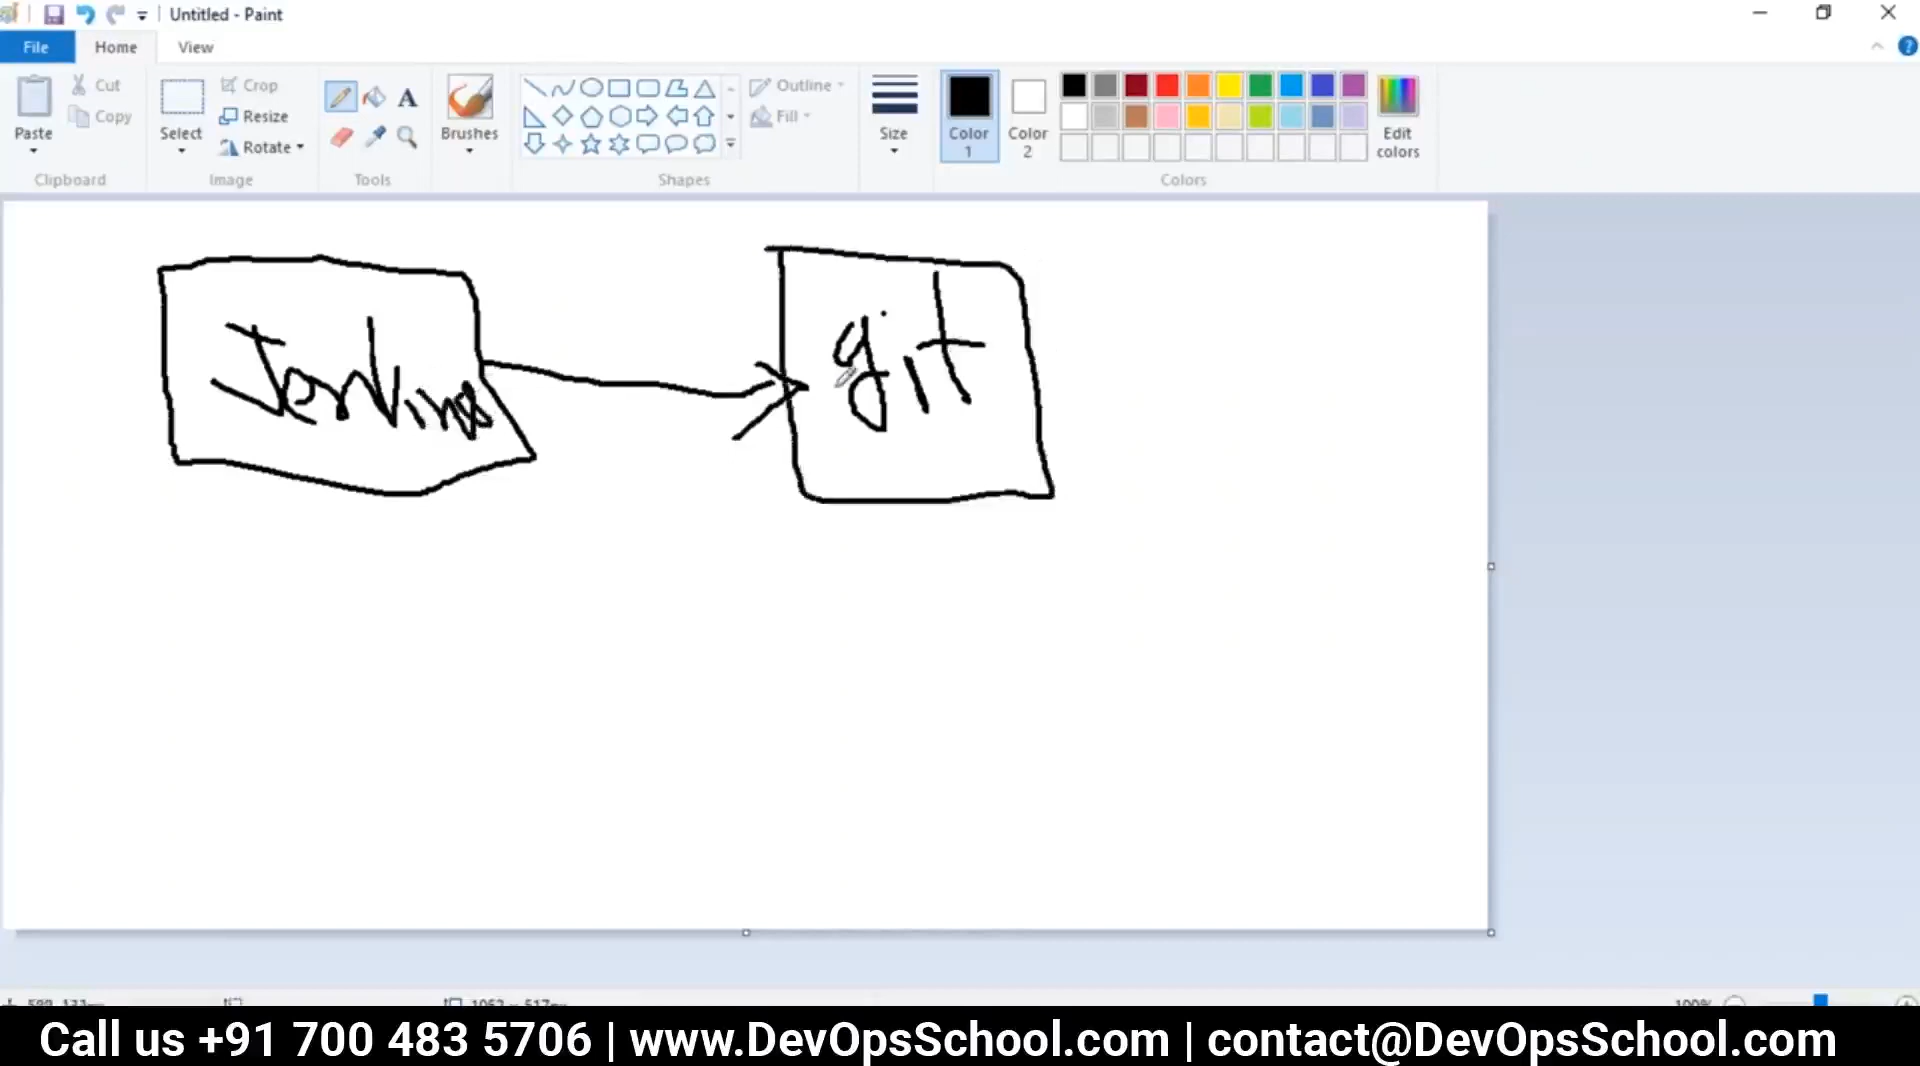 Untitled - Paint
File Home View
Paste
Cut
Copy
Clipboard
Select
Crop
Resize
Rotate
Image
A
Tools
Brushes
Shapes
Outline
Fill
Size
Color 1
Color 2
Edit colors
Colors
Jenkins
git
100%
Call us +91 700 483 5706 | www.DevOpsSchool.com | contact@DevOpsSchool.com